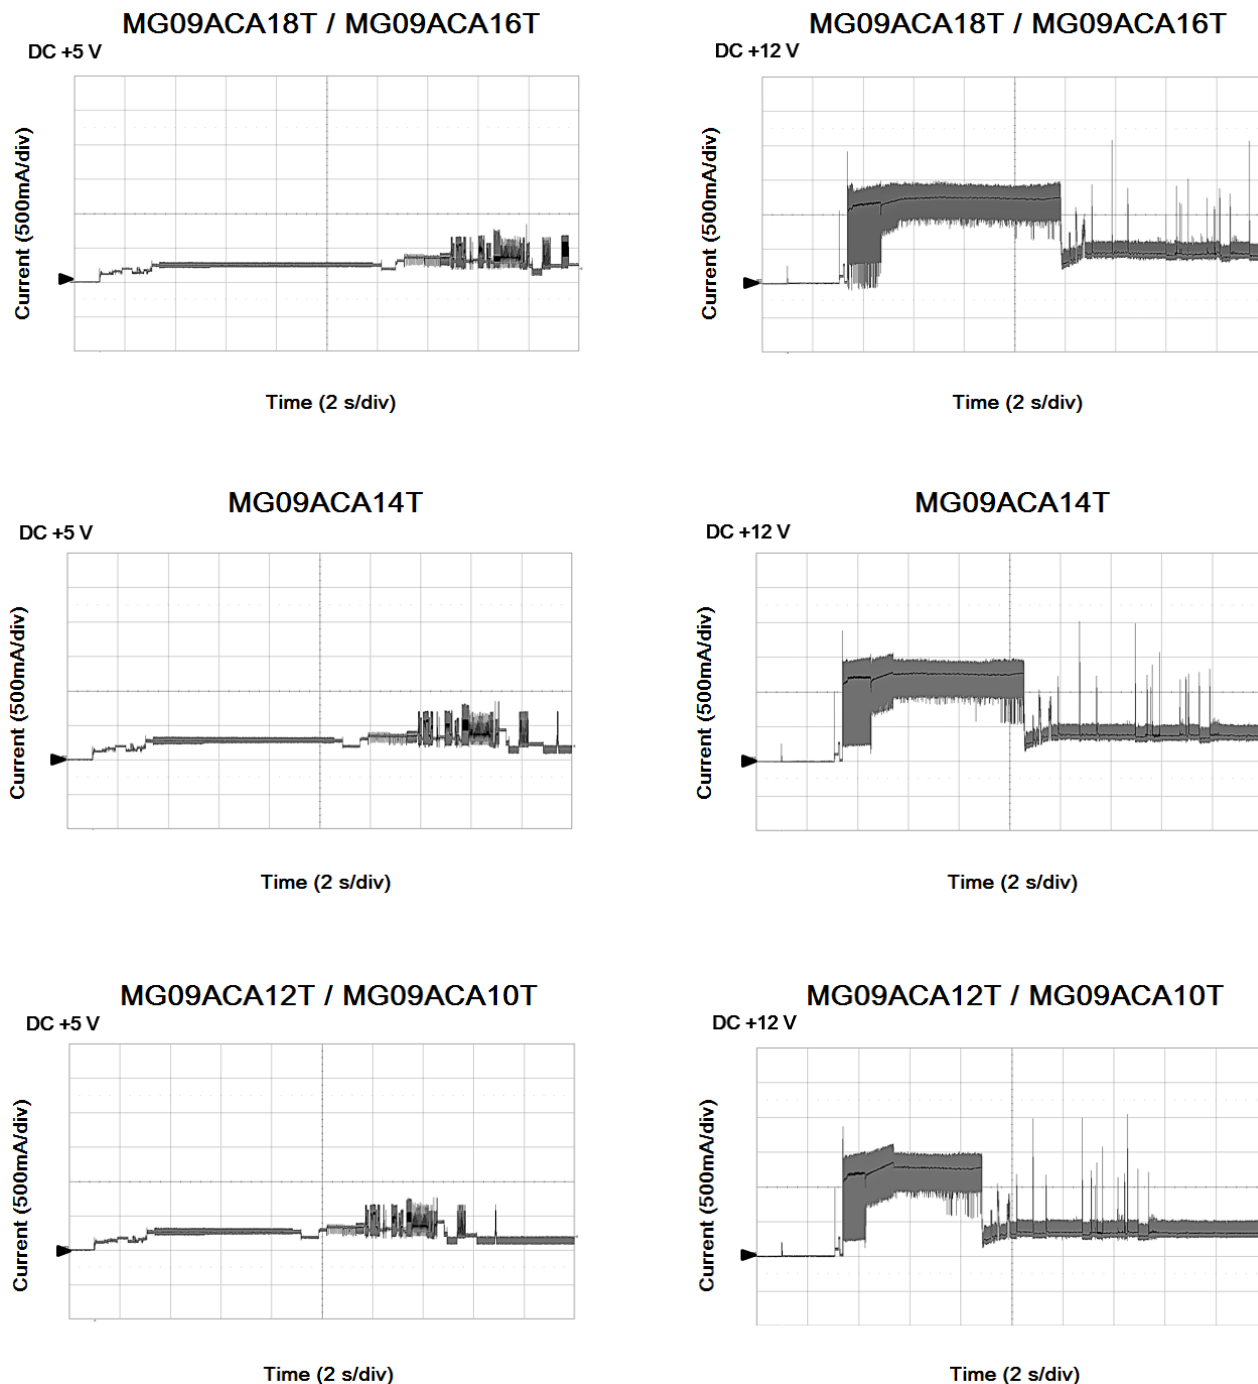 MG09ACA18T / MG09ACA16T
DC +5 V
Current (500mA/div)
Time (2 s/div)
MG09ACA18T / MG09ACA16T
DC +12 V
Current (500mA/div)
Time (2 s/div)
MG09ACA14T
DC +5 V
Current (500mA/div)
Time (2 s/div)
MG09ACA14T
DC +12 V
Current (500mA/div)
Time (2 s/div)
MG09ACA12T / MG09ACA10T
DC +5 V
Current (500mA/div)
Time (2 s/div)
MG09ACA12T / MG09ACA10T
DC +12 V
Current (500mA/div)
Time (2 s/div)